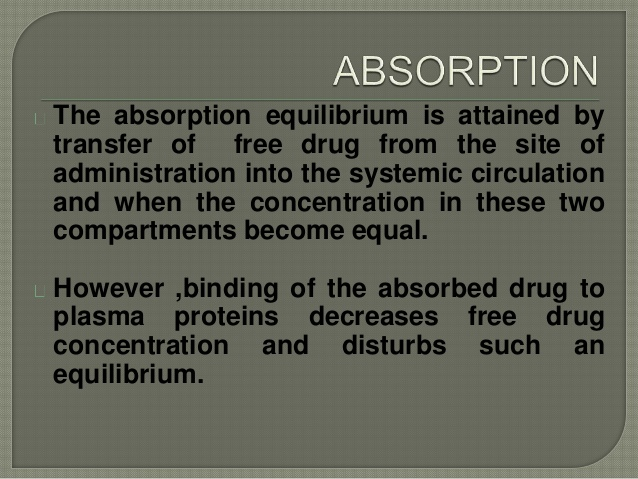 ABSORPTION
The absorption equilibrium is attained by
transfer of free drug from the site of
administration into the systemic circulation
and when the concentration in these two
compartments become equal.
However ,binding of the absorbed drug to
plasma proteins decreases free drug
concentration and disturbs such an
equilibrium.